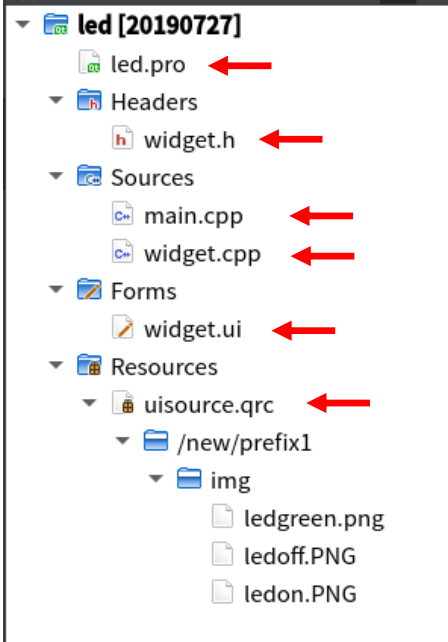 led [20190727]
led.pro
Headers
widget.h
Sources
main.cpp
widget.cpp
Forms
widget.ui
Resources
uisource.qrc
/new/prefix1
img
ledgreen.png
ledoff.PNG
ledon.PNG